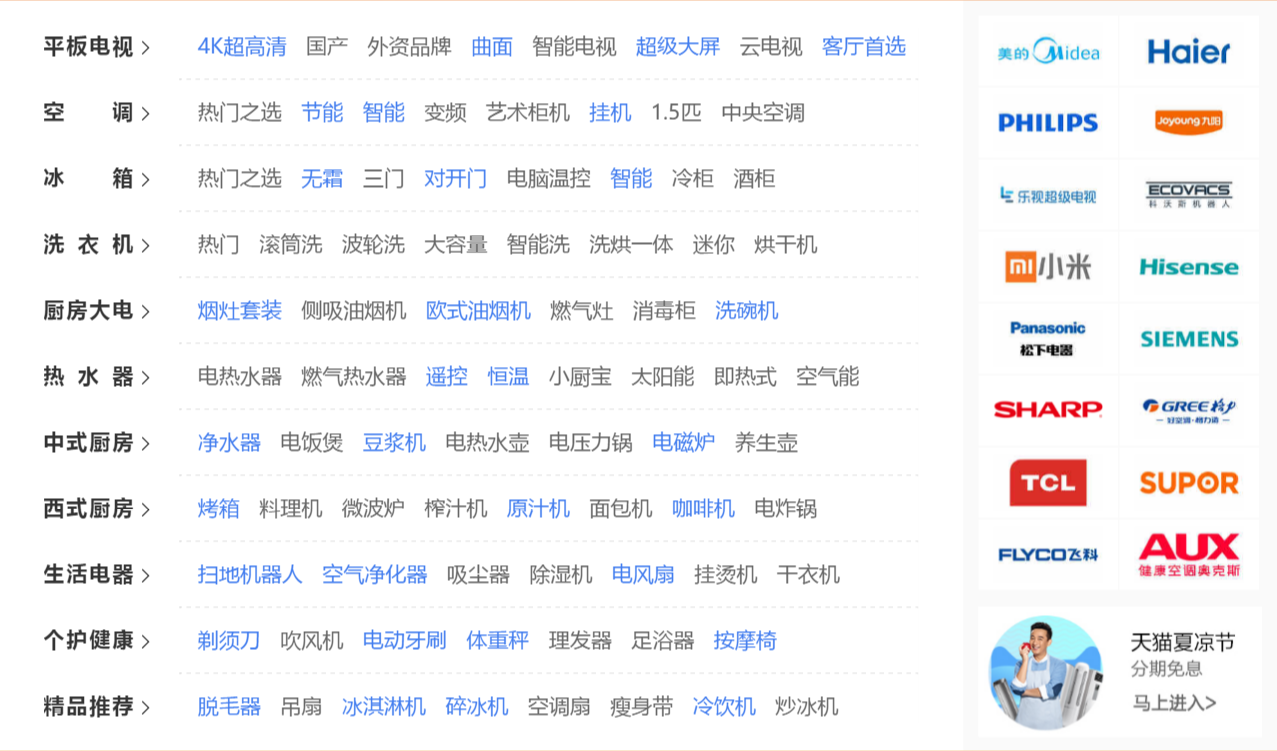 平板电视 > 4K超高清 国产 外资品牌 曲面 智能电视 超级大屏 云电视 客厅首选
空 调 > 热门之选 节能 智能 变频 艺术柜机 挂机 1.5匹 中央空调
冰 箱 > 热门之选 无霜 三门 对开门 电脑温控 智能 冷柜 酒柜
洗 衣 机 > 热门 滚筒洗 波轮洗 大容量 智能洗 洗烘一体 迷你 烘干机
厨房大电 > 烟灶套装 侧吸油烟机 欧式油烟机 燃气灶 消毒柜 洗碗机
热 水 器 > 电热水器 燃气热水器 遥控 恒温 小厨宝 太阳能 即热式 空气能
中式厨房 > 净水器 电饭煲 豆浆机 电热水壶 电压力锅 电磁炉 养生壶
西式厨房 > 烤箱 料理机 微波炉 榨汁机 原汁机 面包机 咖啡机 电炸锅
生活电器 > 扫地机器人 空气净化器 吸尘器 除湿机 电风扇 挂烫机 干衣机
个护健康 > 剃须刀 吹风机 电动牙刷 体重秤 理发器 足浴器 按摩椅
精品推荐 > 脱毛器 吊扇 冰淇淋机 碎冰机 空调扇 瘦身带 冷饮机 炒冰机
美的 Midea Haier
PHILIPS Joyoung九阳
乐视超级电视 ECOVACS
科沃斯机器人
mi小米 Hisense
Panasonic
松下电器 SIEMENS
SHARP GREE格力
好空调·格力造
TCL SUPOR
FLYCO飞科 AUX
健康空调奥克斯
天猫夏凉节
分期免息
马上进入>